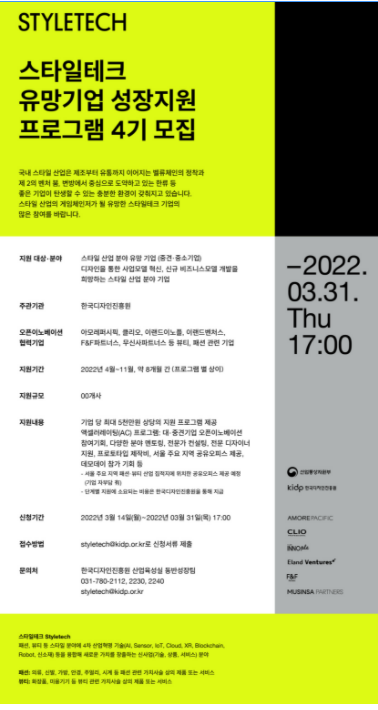 STYLETECH
스타일테크
유망기업 성장지원
프로그램 4기 모집
국내 스타일 산업은 제조부터 유통까지 이어지는 밸류체인의 정착과
제 2의 벤처 붐, 변방에서 중심으로 도약하고 있는 한류 등
좋은 기업이 탄생할 수 있는 충분한 환경이 갖춰지고 있습니다.
스타일 산업의 게임체인저가 될 유망한 스타일테크 기업의
많은 참여를 바랍니다.
지원 대상·분야
스타일 산업 분야 유망 기업 (중견·중소기업)
디자인을 통한 사업모델 혁신, 신규 비즈니스모델 개발을
희망하는 스타일 산업 분야 기업
–2022.
03.31.
Thu
17:00
주관기관
한국디자인진흥원
오픈이노베이션
협력기업
아모레퍼시픽, 클리오, 이랜드이노플, 이랜드벤처스,
F&F파트너스, 무신사파트너스 등 뷰티, 패션 관련 기업
지원기간
2022년 4월~11월, 약 8개월 간 (프로그램 별 상이)
지원규모
00개사
지원내용
기업 당 최대 5천만원 상당의 지원 프로그램 제공
액셀러레이팅(AC) 프로그램: 대·중견기업 오픈이노베이션
참여기회, 다양한 분야 멘토링, 전문가 컨설팅, 전문 디자이너
지원, 프로토타입 제작비, 서울 주요 지역 공유오피스 제공,
데모데이 참가 기회 등
- 서울 주요 지역 패션·뷰티 산업 집적지에 위치한 공유오피스 제공 예정
(기업 자부담 有)
- 단계별 지원에 소요되는 비용은 한국디자인진흥원을 통해 지급
산업통상자원부
kidp 한국디자인진흥원
신청기간
2022년 3월 14일(월)~2022년 03월 31일(목) 17:00
접수방법
styletech@kidp.or.kr로 신청서류 제출
문의처
한국디자인진흥원 산업육성실 동반성장팀
031-780-2112, 2230, 2240
styletech@kidp.or.kr
AMOREPACIFIC
CLIO
Eland Ventures
F&F
MUSINSA PARTNERS
스타일테크 Styletech
패션, 뷰티 등 스타일 분야에 4차 산업혁명 기술(AI, Sensor, IoT, Cloud, XR, Blockchain,
Robot, 신소재) 등을 융합해 새로운 가치를 창출하는 신사업(기술, 상품, 서비스) 분야
패션: 의류, 신발, 가방, 안경, 주얼리, 시계 등 패션 관련 가치사슬 상의 제품 또는 서비스
뷰티: 화장품, 미용기기 등 뷰티 관련 가치사슬 상의 제품 또는 서비스